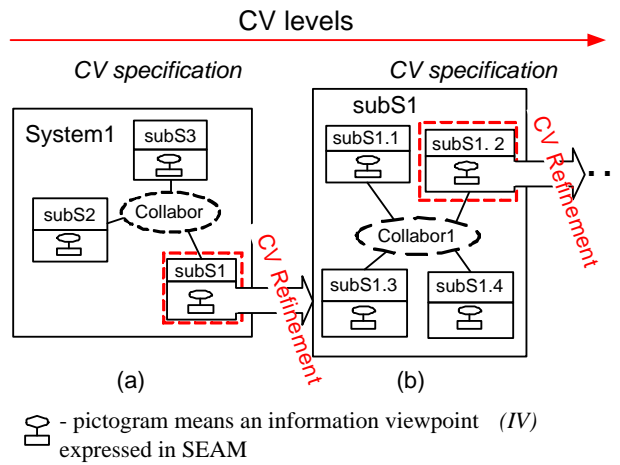 CV levels
CV specification
CV specification
System1
subS3
subS2
Collabor
subS1
CV Refinement
(a)
subS1
subS1.1
subS1. 2
Collabor1
subS1.3
subS1.4
CV Refinement
. .
(b)
- pictogram means an information viewpoint (IV)
expressed in SEAM